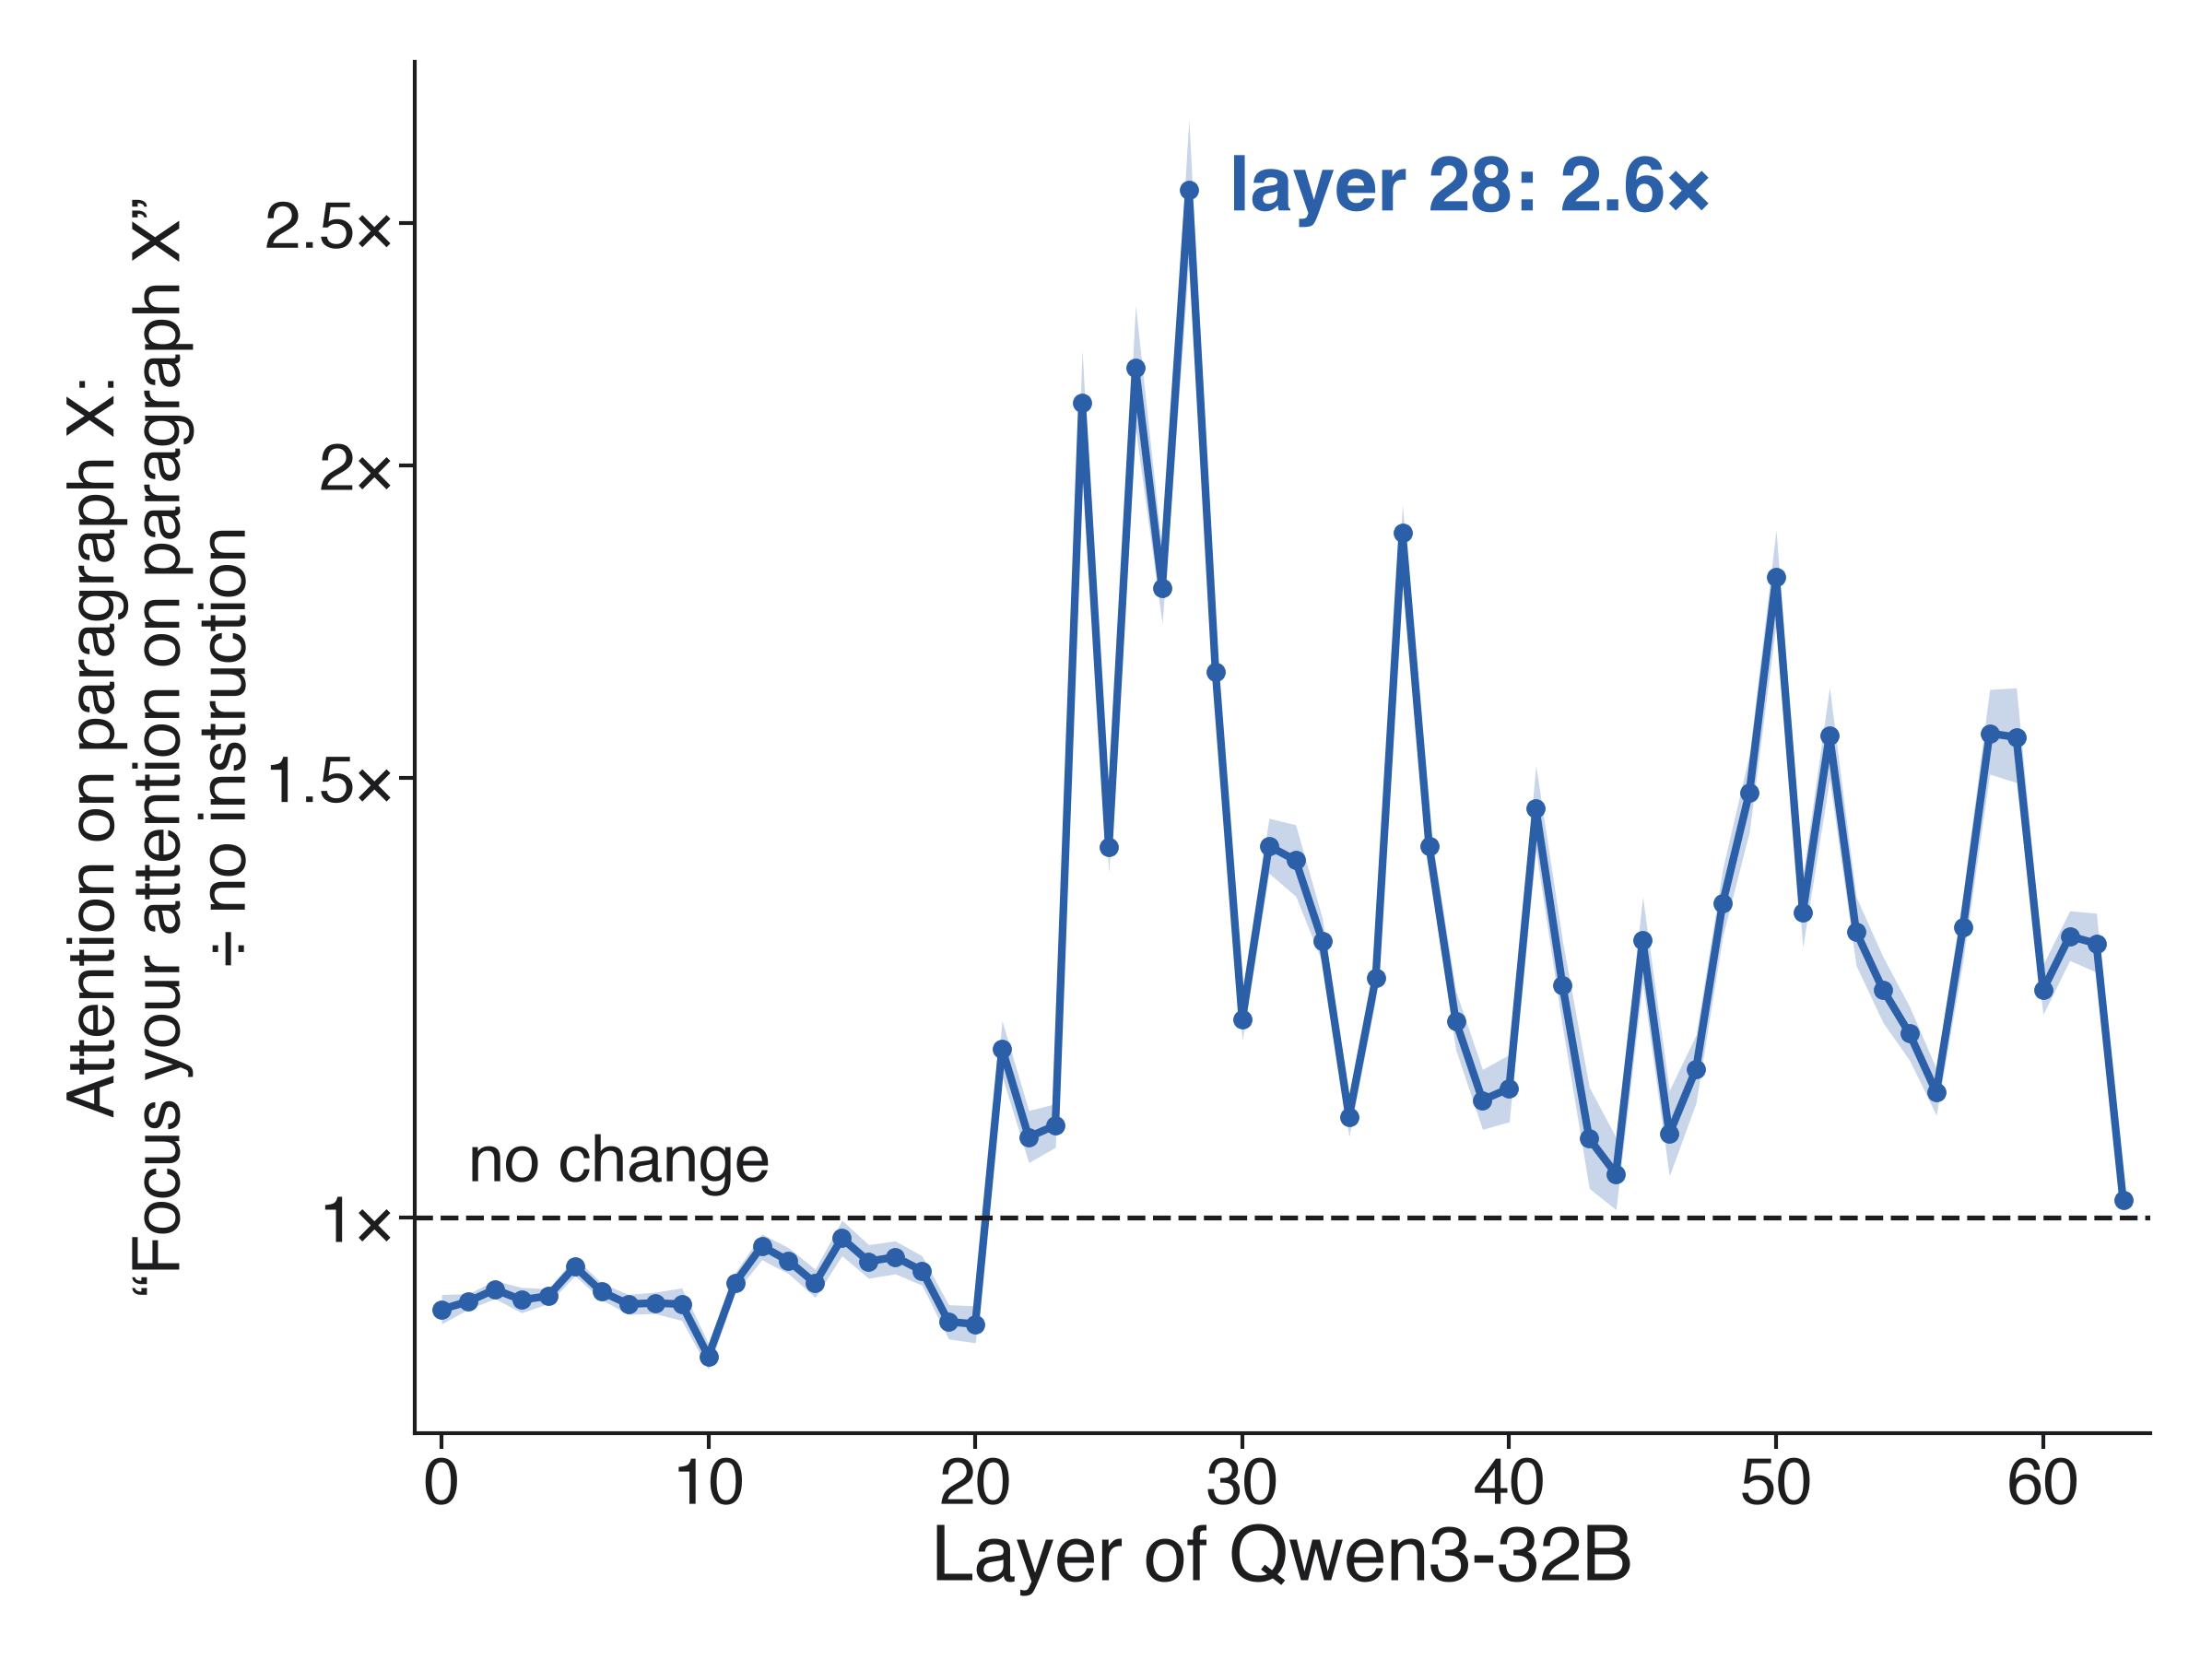 Attention on paragraph X:
“Focus your attention on paragraph X”
÷ no instruction
2.5×
2×
1.5×
1×
layer 28: 2.6×
no change
0 10 20 30 40 50 60
Layer of Qwen3-32B